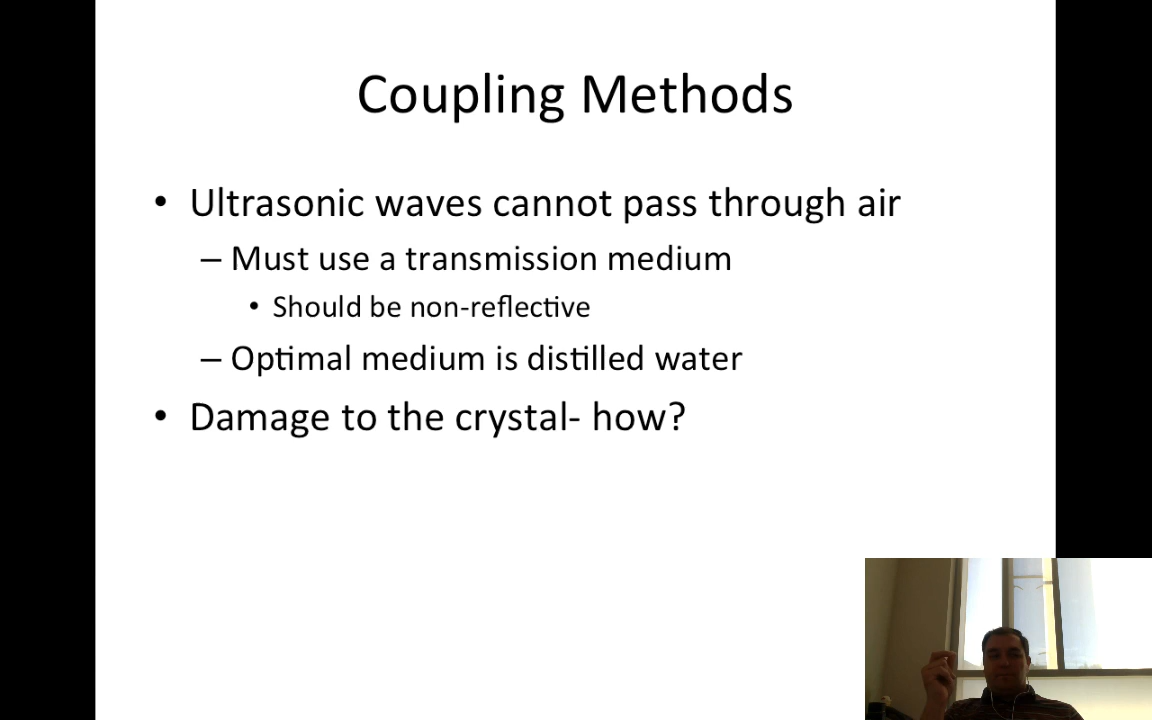 Coupling Methods
• Ultrasonic waves cannot pass through air
– Must use a transmission medium
• Should be non-reflective
– Optimal medium is distilled water
• Damage to the crystal- how?